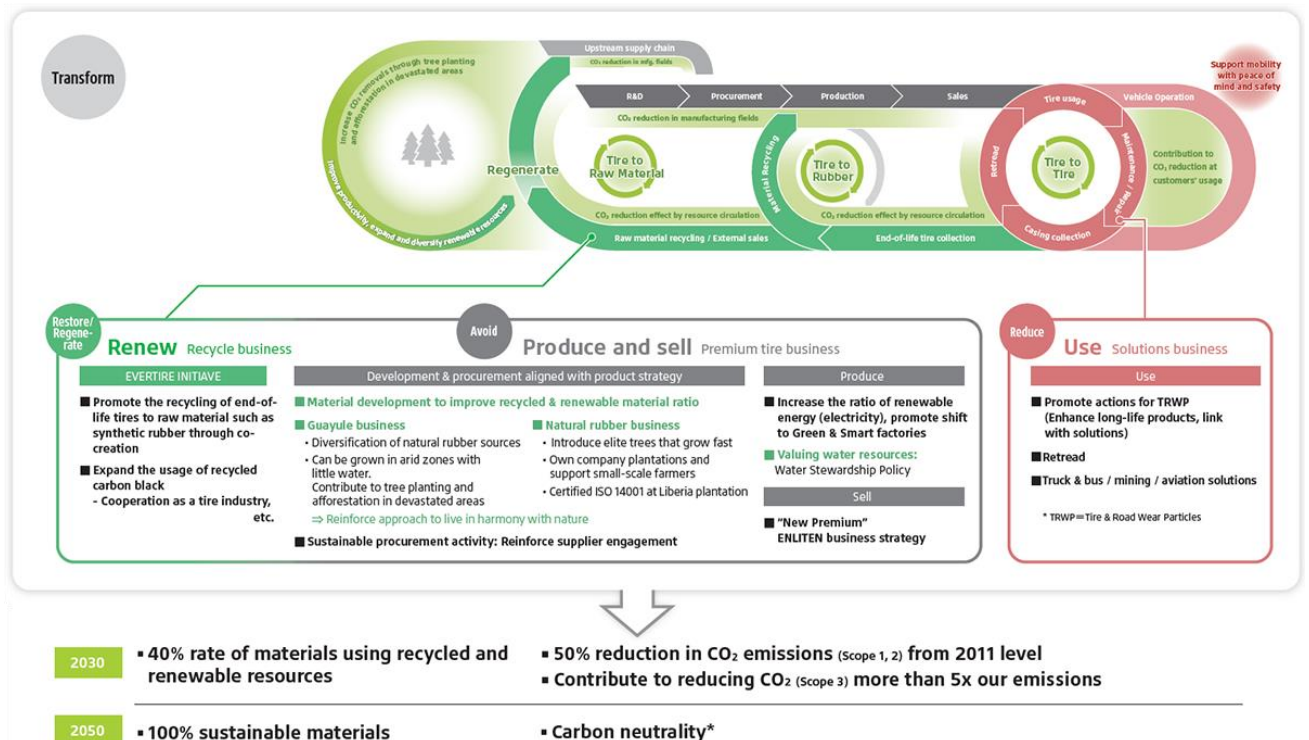 Transform
Increase CO₂ removals through tree planting
and afforestation in devastated areas
Improve productivity, expand and diversify renewable resources
Regenerate
Upstream supply chain
CO₂ reduction in mfg. fields
R&D
Procurement
Production
Sales
CO₂ reduction in manufacturing fields
Tire to
Raw Material
Material Recycling
Tire to
Rubber
CO₂ reduction effect by resource circulation
CO₂ reduction effect by resource circulation
Raw material recycling / External sales
End-of-life tire collection
Tire usage
Retread
Maintenance / Repair
Casing collection
Tire to
Tire
Vehicle Operation
Contribution to
CO₂ reduction at
customers' usage
Support mobility
with peace of
mind and safety
Restore/
Regene-
rate
Renew Recycle business
EVERTIRE INITIAVE
■ Promote the recycling of end-of-
life tires to raw material such as
synthetic rubber through co-
creation
■ Expand the usage of recycled
carbon black
- Cooperation as a tire industry,
etc.
Avoid
Produce and sell Premium tire business
Development & procurement aligned with product strategy
■ Material development to improve recycled & renewable material ratio
■ Guayule business
・Diversification of natural rubber sources
・Can be grown in arid zones with
little water.
Contribute to tree planting and
afforestation in devastated areas
⇒ Reinforce approach to live in harmony with nature
■ Natural rubber business
・Introduce elite trees that grow fast
・Own company plantations and
support small-scale farmers
・Certified ISO 14001 at Liberia plantation
■ Sustainable procurement activity: Reinforce supplier engagement
Produce
■ Increase the ratio of renewable
energy (electricity), promote shift
to Green & Smart factories
■ Valuing water resources:
Water Stewardship Policy
Sell
■ "New Premium"
ENLITEN business strategy
Reduce
Use Solutions business
Use
■ Promote actions for TRWP
(Enhance long-life products, link
with solutions)
■Retread
■Truck & bus / mining / aviation solutions
* TRWP=Tire & Road Wear Particles
2030
▪ 40% rate of materials using recycled and
renewable resources
▪ 50% reduction in CO₂ emissions (Scope 1, 2) from 2011 level
▪ Contribute to reducing CO₂ (Scope 3) more than 5x our emissions
2050
▪ 100% sustainable materials
▪ Carbon neutrality*